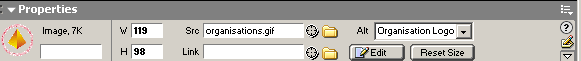 Properties
Image, 7K W 119 Src organisations.gif Alt Organisation Logo
H 98 Link Edit Reset Size